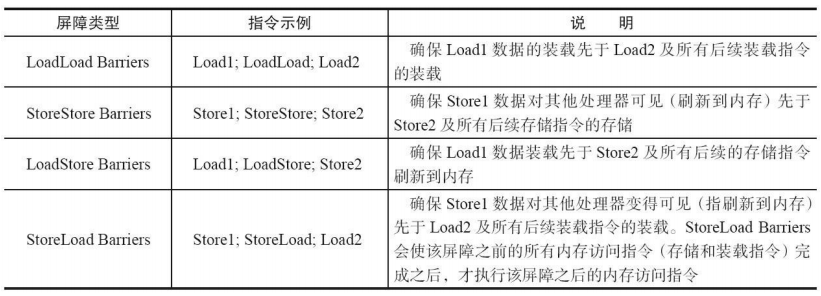 屏障类型 指令示例 说 明
LoadLoad Barriers Load1; LoadLoad; Load2 确保 Load1 数据的装载先于 Load2 及所有后续装载指令
的装载
StoreStore Barriers Store1; StoreStore; Store2 确保 Store1 数据对其他处理器可见（刷新到内存）先于
Store2 及所有后续存储指令的存储
LoadStore Barriers Load1; LoadStore; Store2 确保 Load1 数据装载先于 Store2 及所有后续的存储指令
刷新到内存
StoreLoad Barriers Store1; StoreLoad; Load2 确保 Store1 数据对其他处理器变得可见（指刷新到内存）
先于 Load2 及所有后续装载指令的装载。StoreLoad Barriers
会使该屏障之前的所有内存访问指令（存储和装载指令）完
成之后，才执行该屏障之后的内存访问指令